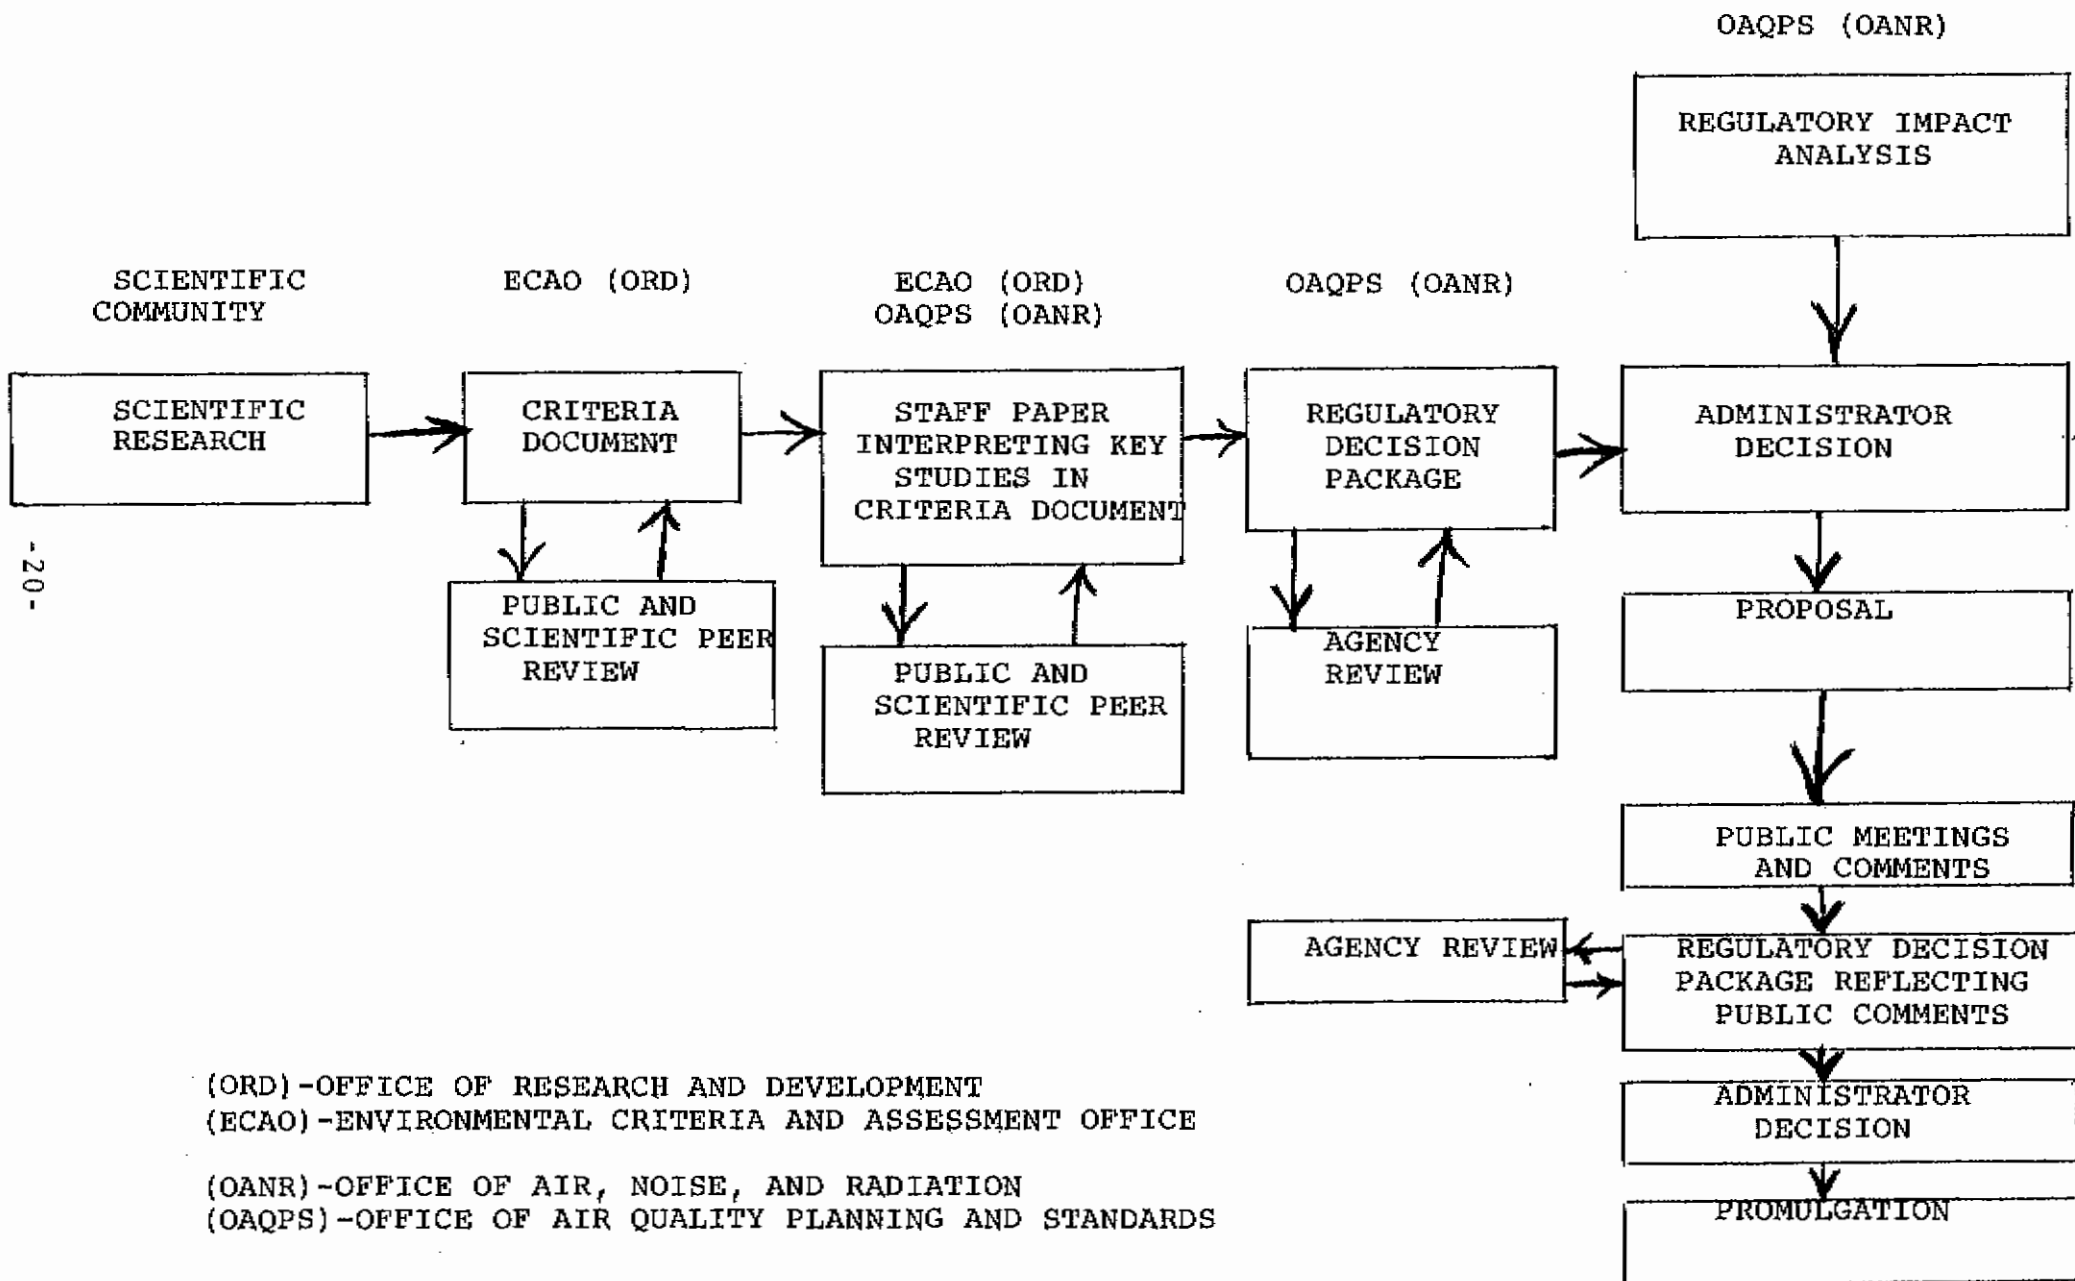 OAQPS (OANR)
REGULATORY IMPACT
ANALYSIS
SCIENTIFIC
COMMUNITY
ECAO (ORD)
ECAO (ORD)
OAQPS (OANR)
OAQPS (OANR)
SCIENTIFIC
RESEARCH
CRITERIA
DOCUMENT
STAFF PAPER
INTERPRETING KEY
STUDIES IN
CRITERIA DOCUMENT
REGULATORY
DECISION
PACKAGE
ADMINISTRATOR
DECISION
PUBLIC AND
SCIENTIFIC PEER
REVIEW
PUBLIC AND
SCIENTIFIC PEER
REVIEW
AGENCY
REVIEW
PROPOSAL
PUBLIC MEETINGS
AND COMMENTS
AGENCY REVIEW
REGULATORY DECISION
PACKAGE REFLECTING
PUBLIC COMMENTS
ADMINISTRATOR
DECISION
PROMULGATION
(ORD)-OFFICE OF RESEARCH AND DEVELOPMENT
(ECAO)-ENVIRONMENTAL CRITERIA AND ASSESSMENT OFFICE
(OANR)-OFFICE OF AIR, NOISE, AND RADIATION
(OAQPS)-OFFICE OF AIR QUALITY PLANNING AND STANDARDS
-20-